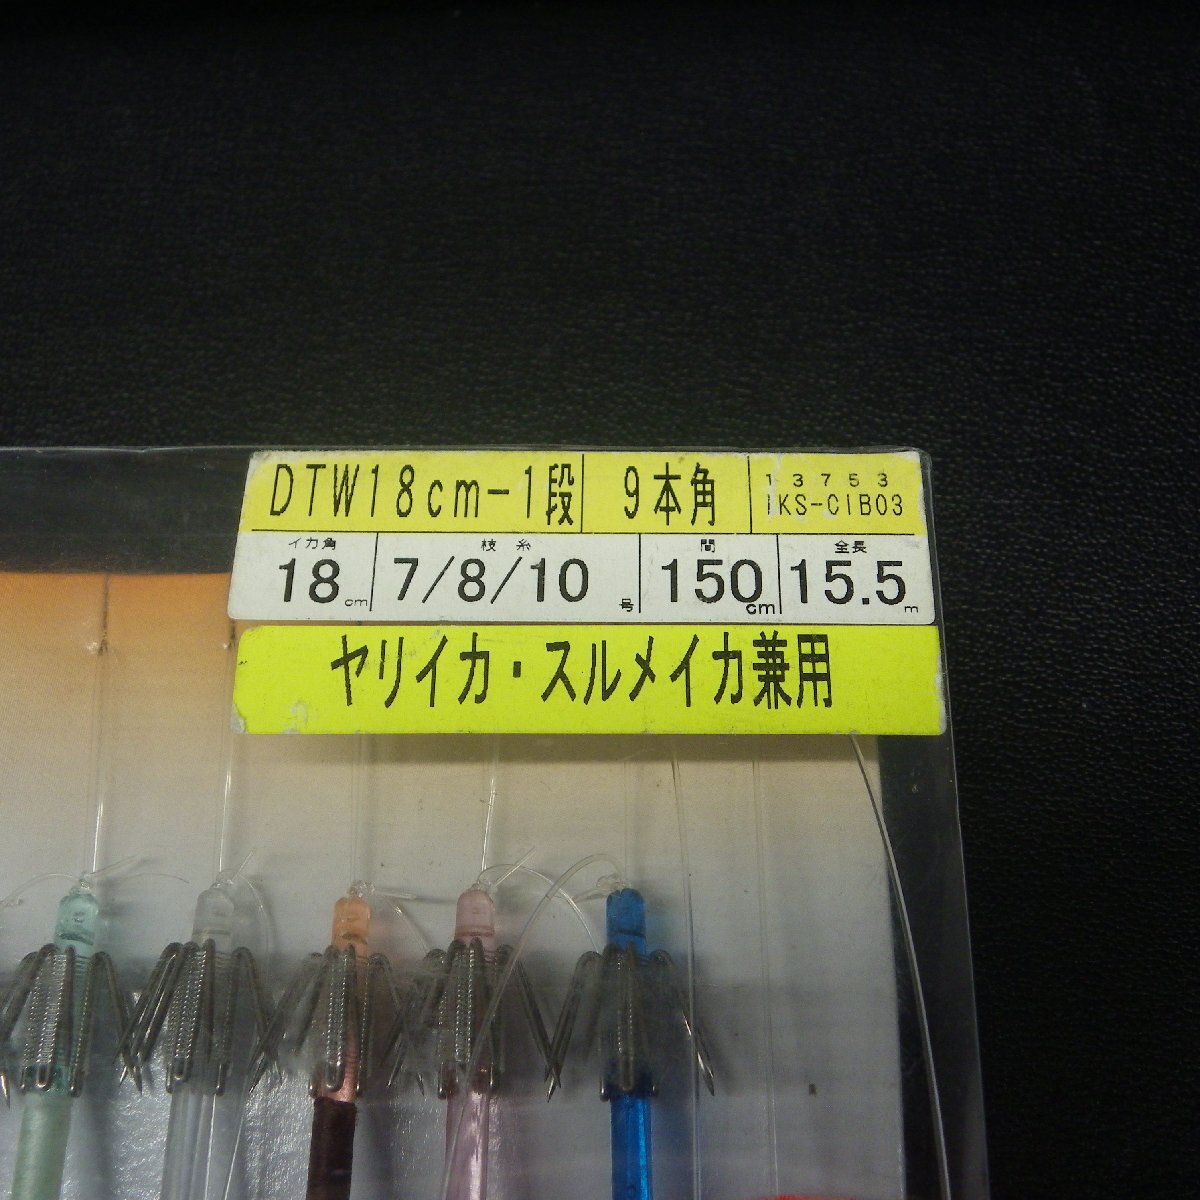 DTW18cm-1段 9本角 13753
IKS-CIB03
イカ角 枝糸 間 全長
18cm 7/8/10号 150cm 15.5m
ヤリイカ・スルメイカ兼用